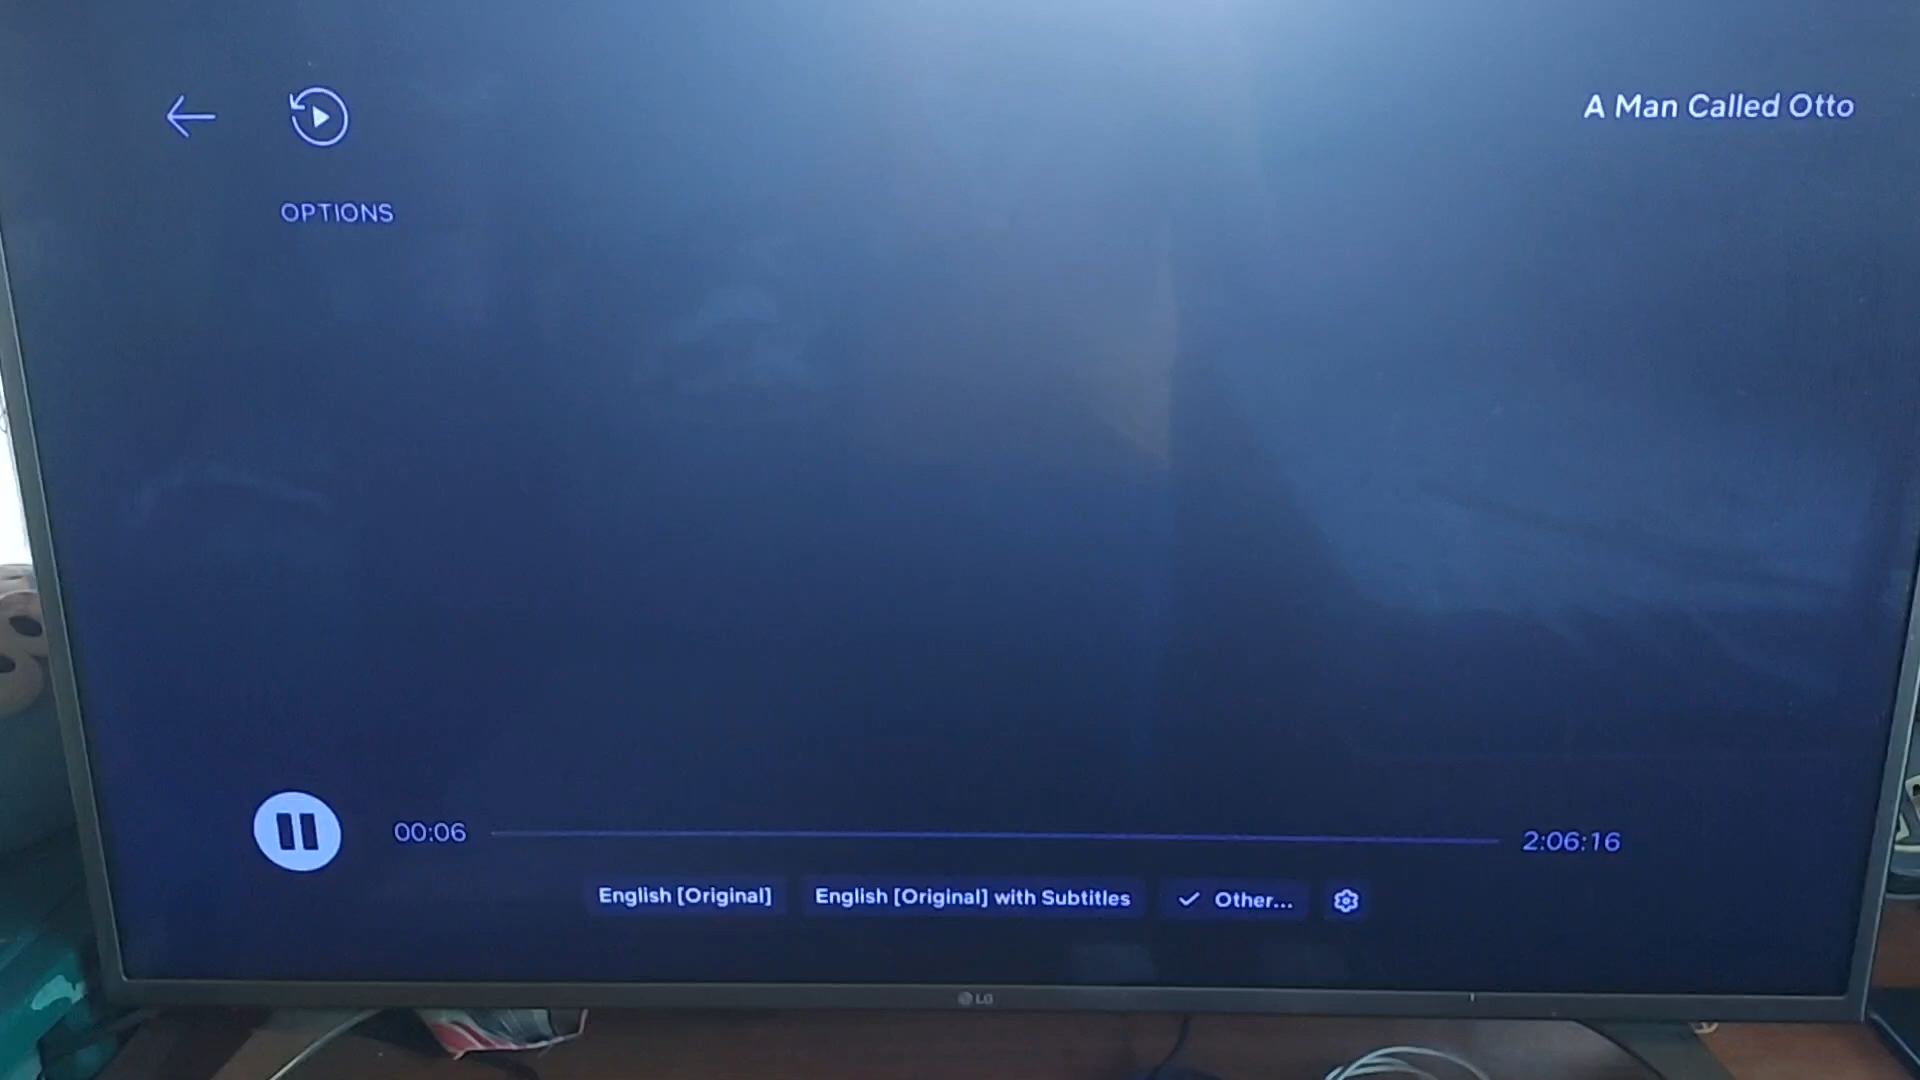 A Man Called Otto
OPTIONS
00:06
2:06:16
English [Original]
English [Original] with Subtitles
Other...
LG